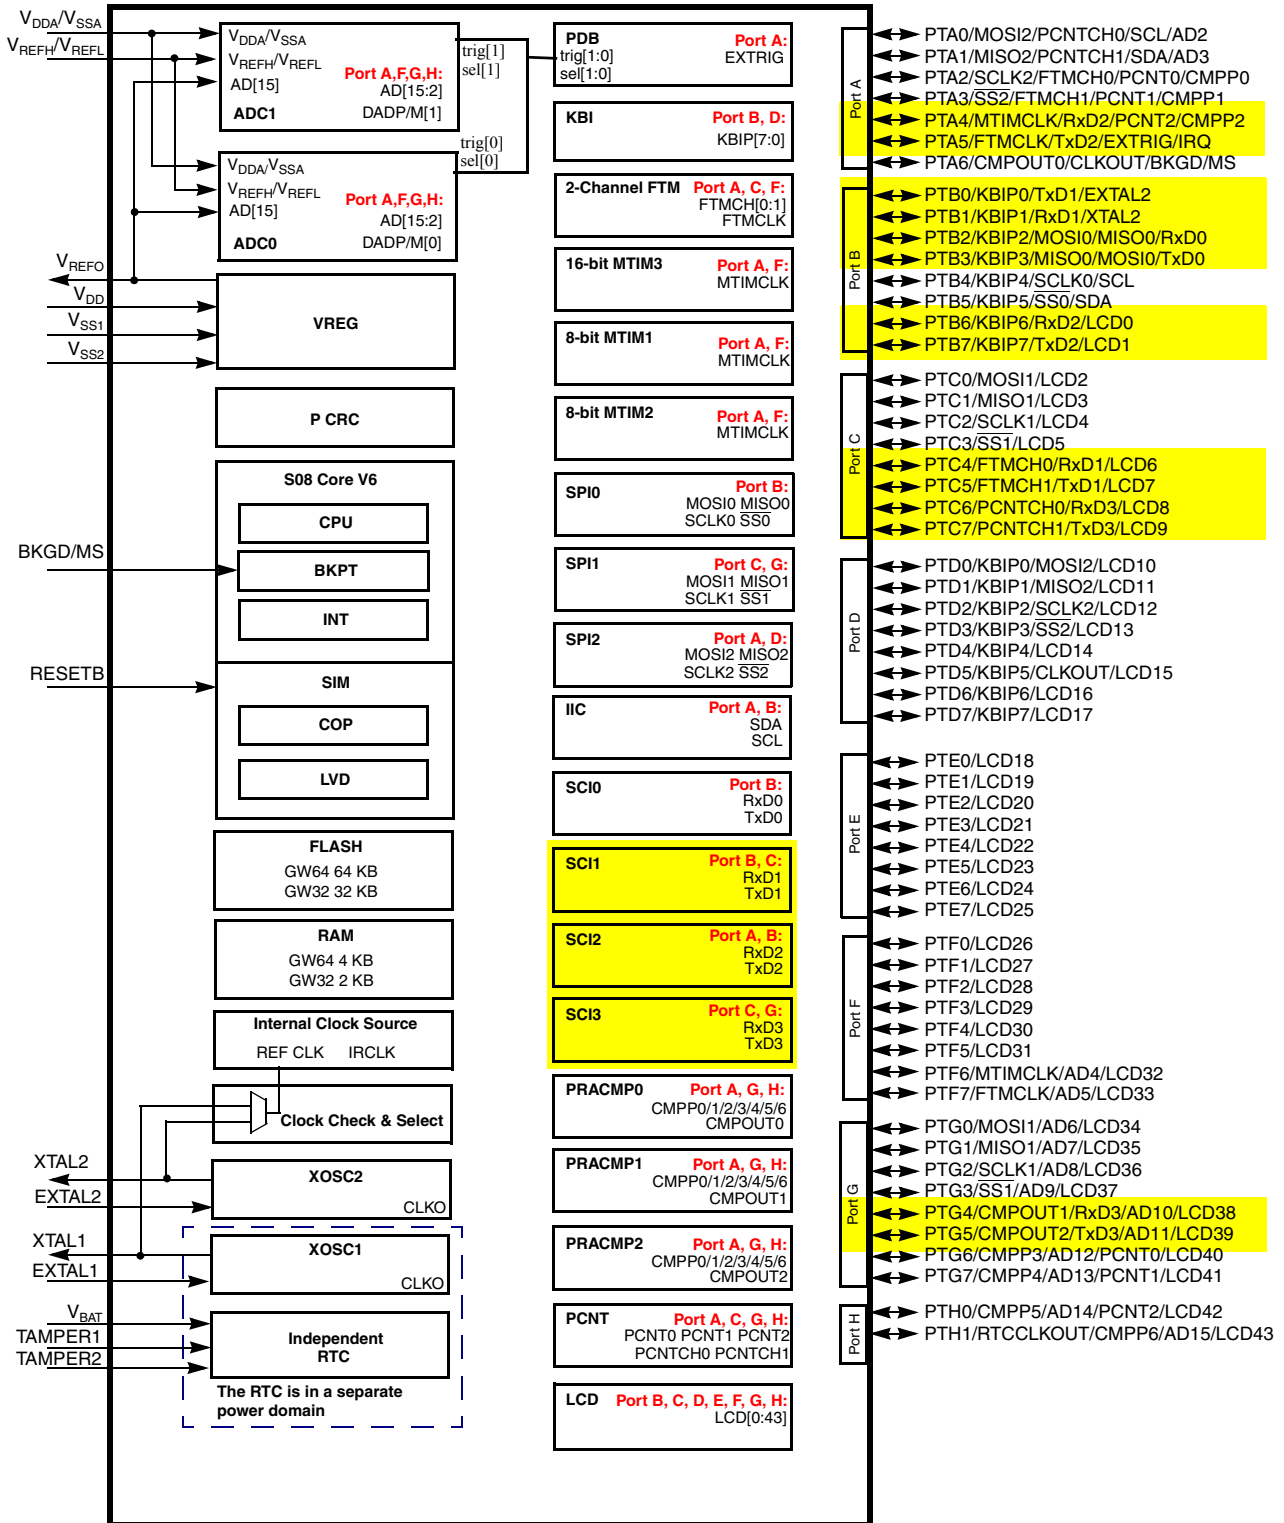 VDDA/VSSA
VREFH/VREFL
VDDA/VSSA
VREFH/VREFL
AD[15]
Port A,F,G,H:
AD[15:2]
ADC1
DADP/M[1]
trig[1]
sel[1]
trig[0]
sel[0]
VDDA/VSSA
VREFH/VREFL
AD[15]
Port A,F,G,H:
AD[15:2]
ADC0
DADP/M[0]
VREFO
VDD
VSS1
VSS2
VREG
P CRC
S08 Core V6
CPU
BKPT
INT
BKGD/MS
RESETB
SIM
COP
LVD
FLASH
GW64 64 KB
GW32 32 KB
RAM
GW64 4 KB
GW32 2 KB
Internal Clock Source
REF CLK IRCLK
Clock Check & Select
XTAL2
EXTAL2
XOSC2
CLKO
XTAL1
EXTAL1
XOSC1
CLKO
VBAT
TAMPER1
TAMPER2
Independent
RTC
The RTC is in a separate
power domain
PDB
Port A:
trig[1:0]
EXTRIG
sel[1:0]
KBI
Port B, D:
KBIP[7:0]
2-Channel FTM Port A, C, F:
FTMCH[0:1]
FTMCLK
16-bit MTIM3
Port A, F:
MTIMCLK
8-bit MTIM1
Port A, F:
MTIMCLK
8-bit MTIM2
Port A, F:
MTIMCLK
SPI0
Port B:
MOSI0 MISO0
SCLK0 SS0
SPI1
Port C, G:
MOSI1 MISO1
SCLK1 SS1
SPI2
Port A, D:
MOSI2 MISO2
SCLK2 SS2
IIC
Port A, B:
SDA
SCL
SCI0
Port B:
RxD0
TxD0
SCI1
Port B, C:
RxD1
TxD1
SCI2
Port A, B:
RxD2
TxD2
SCI3
Port C, G:
RxD3
TxD3
PRACMP0
Port A, G, H:
CMPP0/1/2/3/4/5/6
CMPOUT0
PRACMP1
Port A, G, H:
CMPP0/1/2/3/4/5/6
CMPOUT1
PRACMP2
Port A, G, H:
CMPP0/1/2/3/4/5/6
CMPOUT2
PCNT
Port A, C, G, H:
PCNT0 PCNT1 PCNT2
PCNTCH0 PCNTCH1
LCD
Port B, C, D, E, F, G, H:
LCD[0:43]
Port A
PTA0/MOSI2/PCNTCH0/SCL/AD2
PTA1/MISO2/PCNTCH1/SDA/AD3
PTA2/SCLK2/FTMCH0/PCNT0/CMPP0
PTA3/SS2/FTMCH1/PCNT1/CMPP1
PTA4/MTIMCLK/RxD2/PCNT2/CMPP2
PTA5/FTMCLK/TxD2/EXTRIG/IRQ
PTA6/CMPOUT0/CLKOUT/BKGD/MS
Port B
PTB0/KBIP0/TxD1/EXTAL2
PTB1/KBIP1/RxD1/XTAL2
PTB2/KBIP2/MOSI0/MISO0/RxD0
PTB3/KBIP3/MISO0/MOSI0/TxD0
PTB4/KBIP4/SCLK0/SCL
PTB5/KBIP5/SS0/SDA
PTB6/KBIP6/RxD2/LCD0
PTB7/KBIP7/TxD2/LCD1
Port C
PTC0/MOSI1/LCD2
PTC1/MISO1/LCD3
PTC2/SCLK1/LCD4
PTC3/SS1/LCD5
PTC4/FTMCH0/RxD1/LCD6
PTC5/FTMCH1/TxD1/LCD7
PTC6/PCNTCH0/RxD3/LCD8
PTC7/PCNTCH1/TxD3/LCD9
Port D
PTD0/KBIP0/MOSI2/LCD10
PTD1/KBIP1/MISO2/LCD11
PTD2/KBIP2/SCLK2/LCD12
PTD3/KBIP3/SS2/LCD13
PTD4/KBIP4/LCD14
PTD5/KBIP5/CLKOUT/LCD15
PTD6/KBIP6/LCD16
PTD7/KBIP7/LCD17
Port E
PTE0/LCD18
PTE1/LCD19
PTE2/LCD20
PTE3/LCD21
PTE4/LCD22
PTE5/LCD23
PTE6/LCD24
PTE7/LCD25
Port F
PTF0/LCD26
PTF1/LCD27
PTF2/LCD28
PTF3/LCD29
PTF4/LCD30
PTF5/LCD31
PTF6/MTIMCLK/AD4/LCD32
PTF7/FTMCLK/AD5/LCD33
Port G
PTG0/MOSI1/AD6/LCD34
PTG1/MISO1/AD7/LCD35
PTG2/SCLK1/AD8/LCD36
PTG3/SS1/AD9/LCD37
PTG4/CMPOUT1/RxD3/AD10/LCD38
PTG5/CMPOUT2/TxD3/AD11/LCD39
PTG6/CMPP3/AD12/PCNT0/LCD40
PTG7/CMPP4/AD13/PCNT1/LCD41
Port H
PTH0/CMPP5/AD14/PCNT2/LCD42
PTH1/RTCCLKOUT/CMPP6/AD15/LCD43